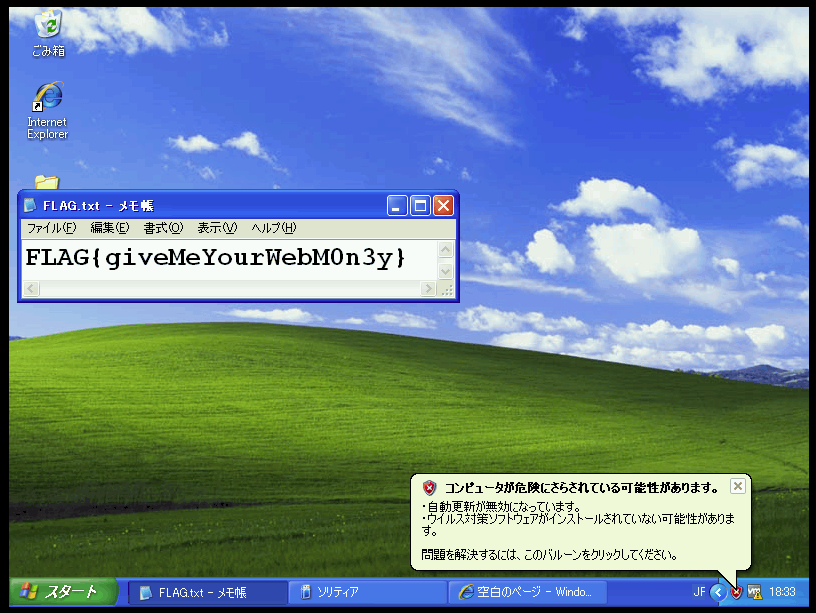 ごみ箱
Internet
Explorer
FLAG.txt - メモ帳
ファイル(F) 編集(E) 書式(O) 表示(V) ヘルプ(H)
FLAG{giveMeYourWebM0n3y}
コンピュータが危険にさらされている可能性があります。
・自動更新が無効になっています。
・ウイルス対策ソフトウェアがインストールされていない可能性がありま
す。
問題を解決するには、このバルーンをクリックしてください。
スタート
FLAG.txt - メモ帳
ソリティア
空白のページ - Windo...
JP
18:33